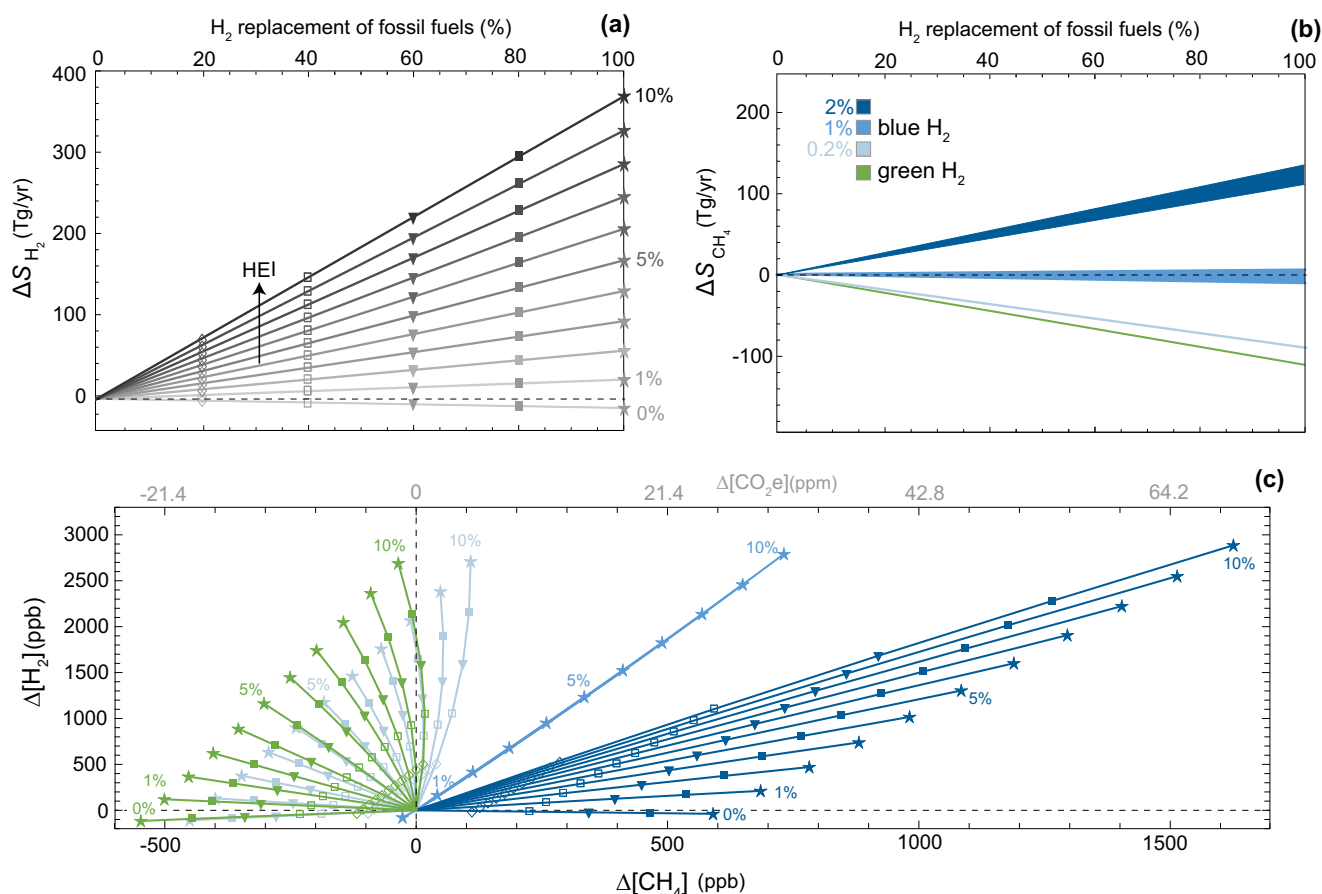 H2 replacement of fossil fuels (%)
(a)
0 20 40 60 80 100
400
300
200
100
0
ΔS_H2 (Tg/yr)
HEI
10%
5%
1%
0%
H2 replacement of fossil fuels (%)
(b)
0 20 40 60 80 100
200
100
0
-100
ΔS_CH4 (Tg/yr)
2%
1% blue H2
0.2%
green H2
(c)
-21.4 0 21.4 Δ[CO2e](ppm) 42.8 64.2
3000
2500
2000
1500
1000
500
0
Δ[H2](ppb)
10%
5%
1%
0%
10%
5%
10%
5%
1%
10%
5%
1%
0%
-500 0 500 1000 1500
Δ[CH4] (ppb)